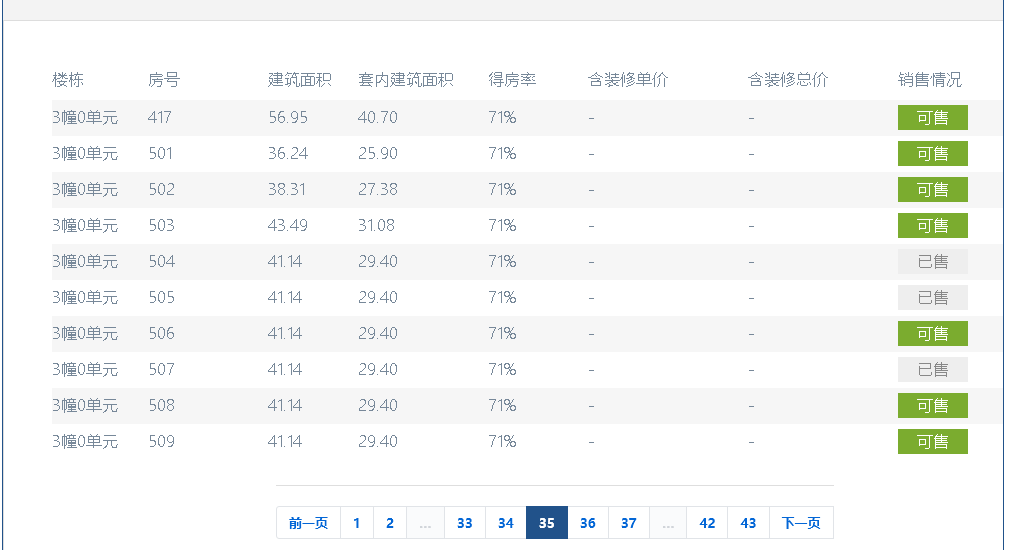 楼栋 房号 建筑面积 套内建筑面积 得房率 含装修单价 含装修总价 销售情况
3幢0单元 417 56.95 40.70 71% - - 可售
3幢0单元 501 36.24 25.90 71% - - 可售
3幢0单元 502 38.31 27.38 71% - - 可售
3幢0单元 503 43.49 31.08 71% - - 可售
3幢0单元 504 41.14 29.40 71% - - 已售
3幢0单元 505 41.14 29.40 71% - - 已售
3幢0单元 506 41.14 29.40 71% - - 可售
3幢0单元 507 41.14 29.40 71% - - 已售
3幢0单元 508 41.14 29.40 71% - - 可售
3幢0单元 509 41.14 29.40 71% - - 可售
前一页 1 2 ... 33 34 35 36 37 ... 42 43 下一页